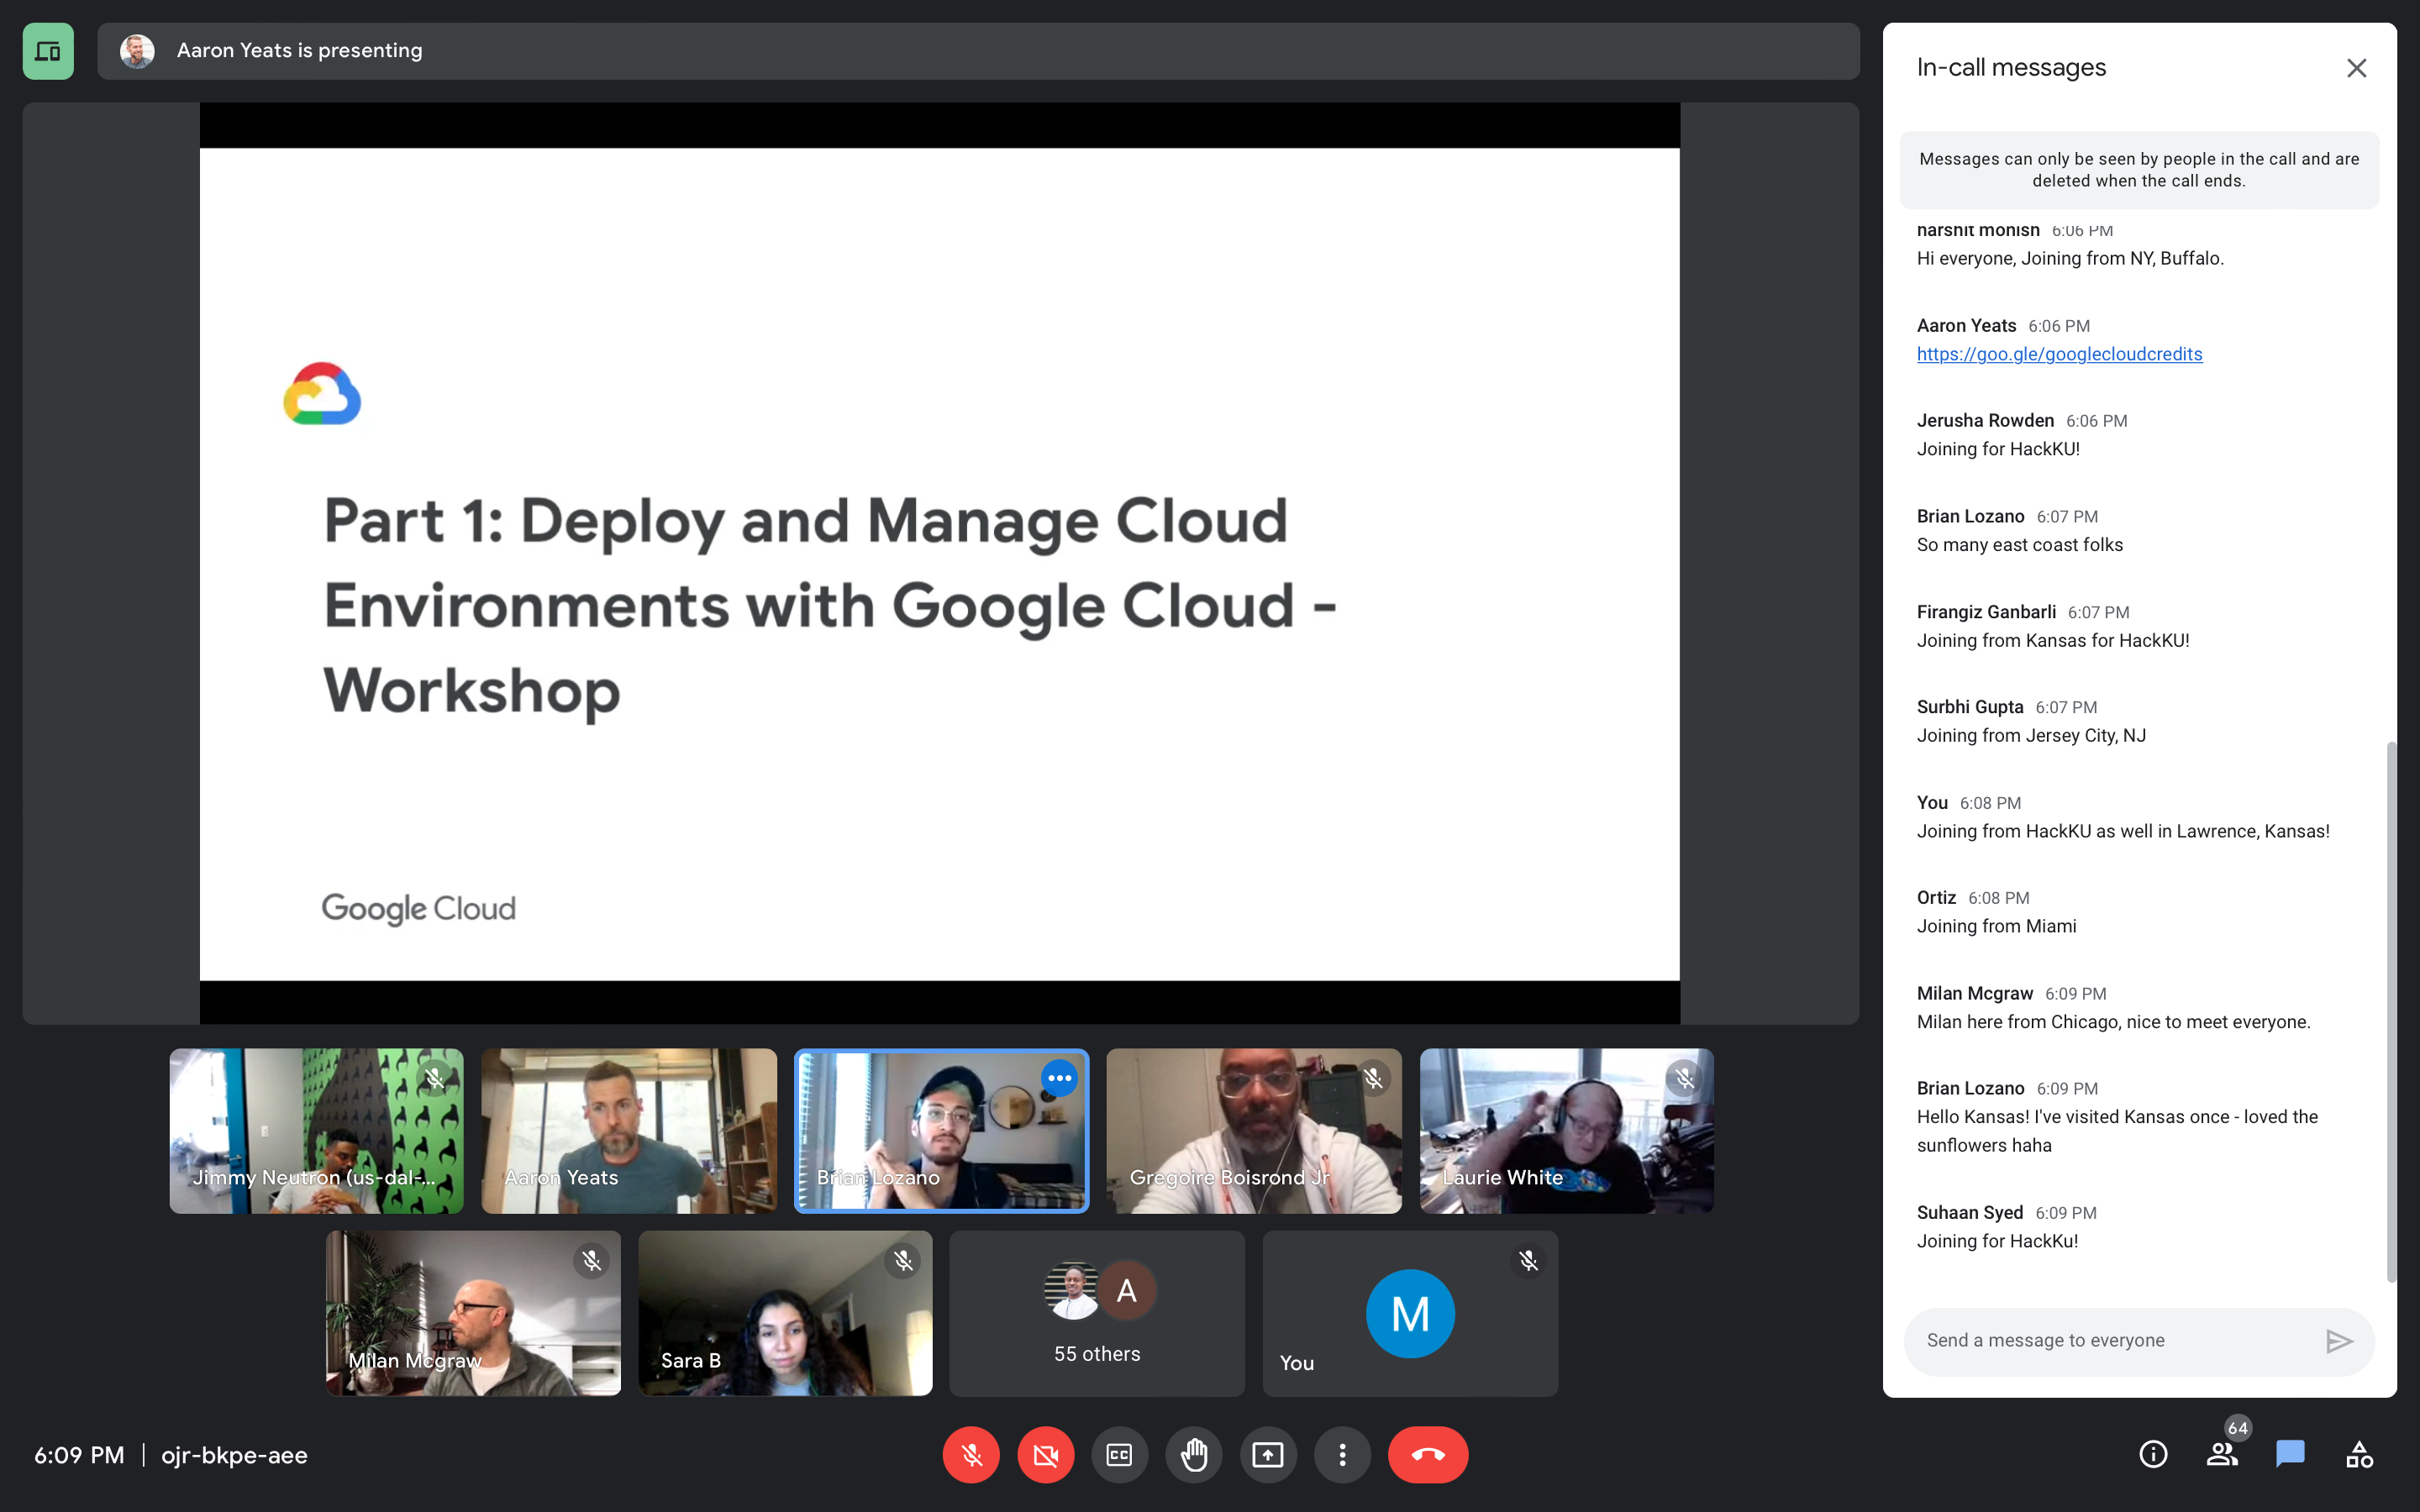 Aaron Yeats is presenting
Part 1: Deploy and Manage Cloud
Environments with Google Cloud -
Workshop
Google Cloud
Jimmy Neutron (us-dal-...
Aaron Yeats
Brian Lozano
Gregoire Boisrond Jr
Laurie White
Milan Mcgraw
Sara B
A
55 others
M
You
In-call messages
Messages can only be seen by people in the call and are
deleted when the call ends.
harshit monish 6:06 PM
Hi everyone, Joining from NY, Buffalo.
Aaron Yeats 6:06 PM
https://goo.gle/googlecloudcredits
Jerusha Rowden 6:06 PM
Joining for HackKU!
Brian Lozano 6:07 PM
So many east coast folks
Firangiz Ganbarli 6:07 PM
Joining from Kansas for HackKU!
Surbhi Gupta 6:07 PM
Joining from Jersey City, NJ
You 6:08 PM
Joining from HackKU as well in Lawrence, Kansas!
Ortiz 6:08 PM
Joining from Miami
Milan Mcgraw 6:09 PM
Milan here from Chicago, nice to meet everyone.
Brian Lozano 6:09 PM
Hello Kansas! I've visited Kansas once - loved the
sunflowers haha
Suhaan Syed 6:09 PM
Joining for HackKu!
Send a message to everyone
6:09 PM | ojr-bkpe-aee
CC
64